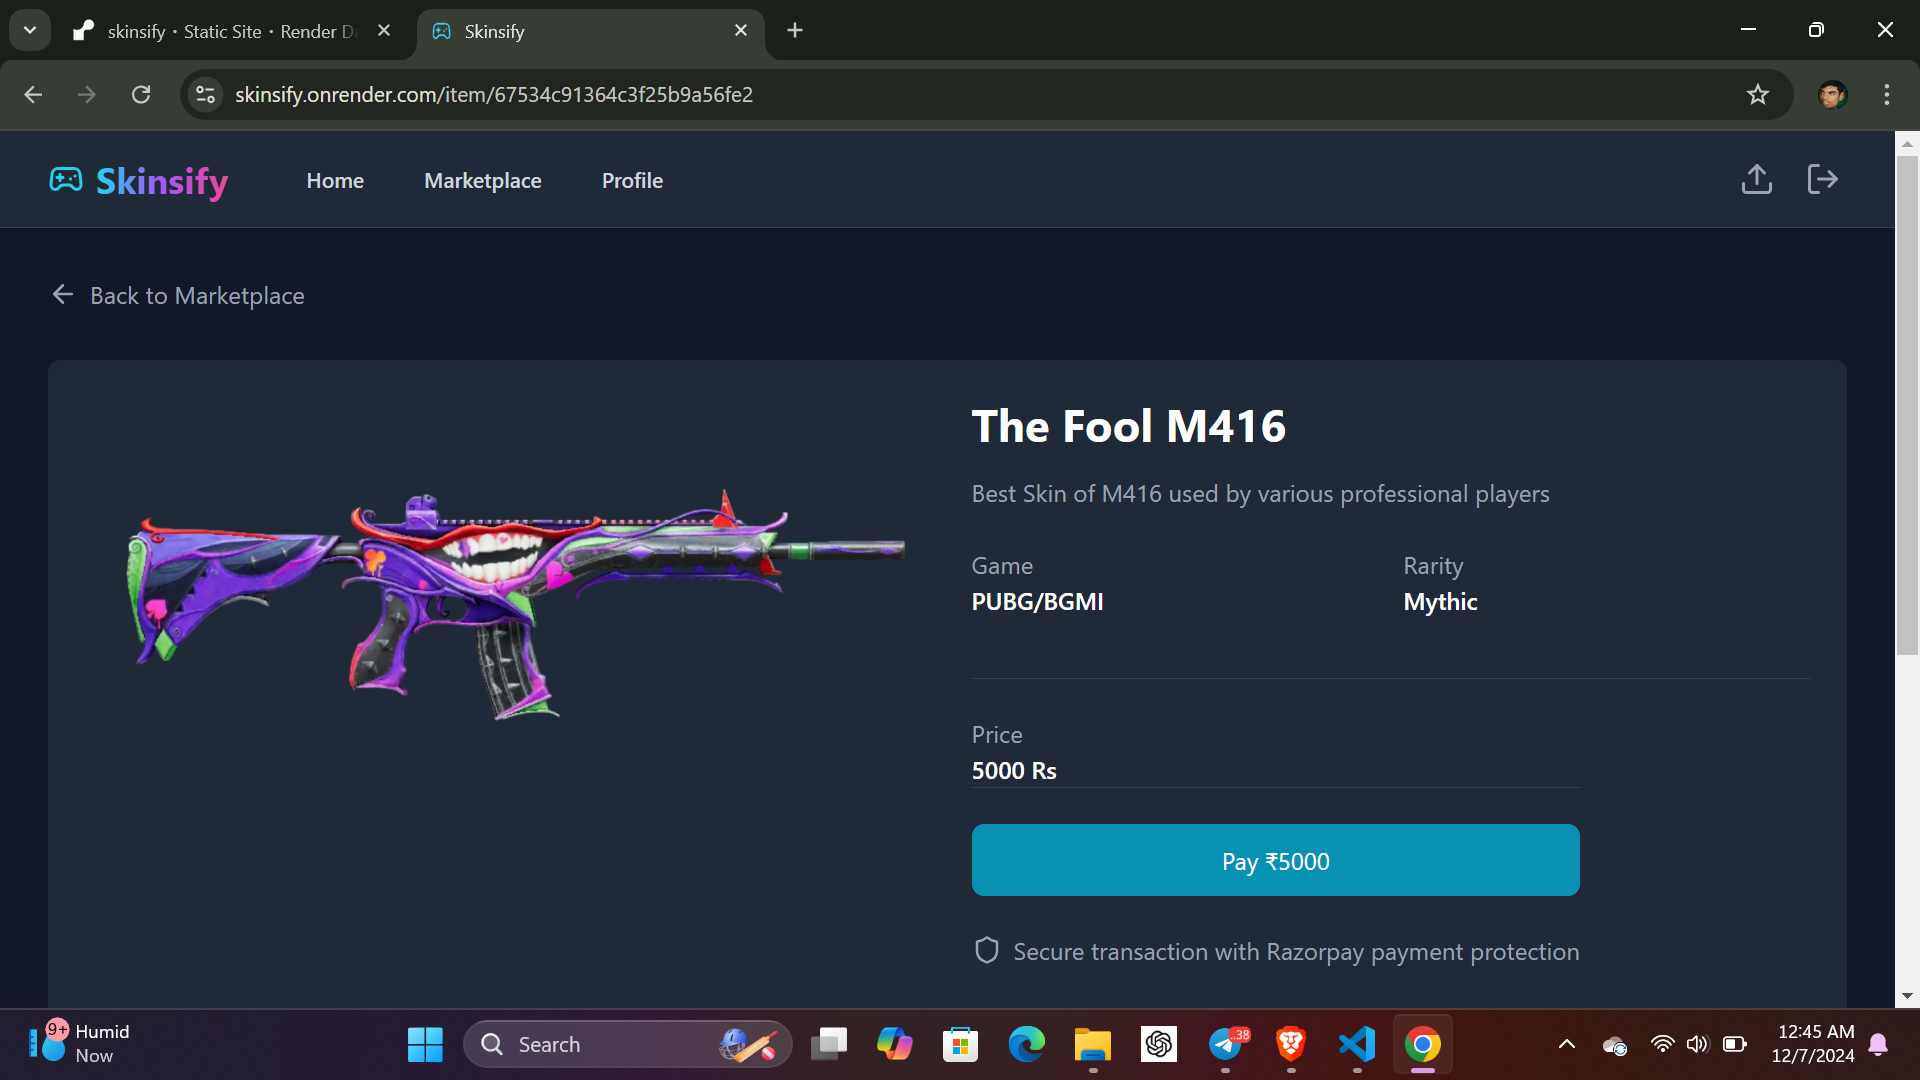 skinsify · Static Site · Render Da
Skinsify
skinsify.onrender.com/item/67534c91364c3f25b9a56fe2
Skinsify
Home
Marketplace
Profile
Back to Marketplace
The Fool M416
Best Skin of M416 used by various professional players
Game
Rarity
PUBG/BGMI
Mythic
Price
5000 Rs
Pay ₹5000
Secure transaction with Razorpay payment protection
9+
Humid
Now
Search
.38
12:45 AM
12/7/2024